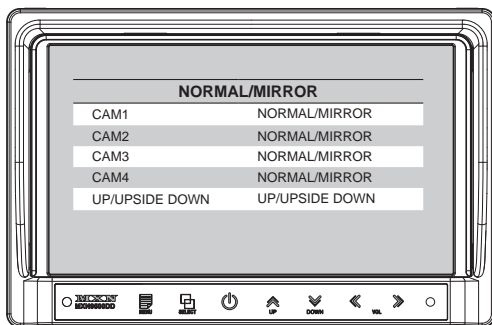 NORMAL/MIRROR
CAM1 NORMAL/MIRROR
CAM2 NORMAL/MIRROR
CAM3 NORMAL/MIRROR
CAM4 NORMAL/MIRROR
UP/UPSIDE DOWN UP/UPSIDE DOWN
MXN
MENU SELECT UP DOWN VOL